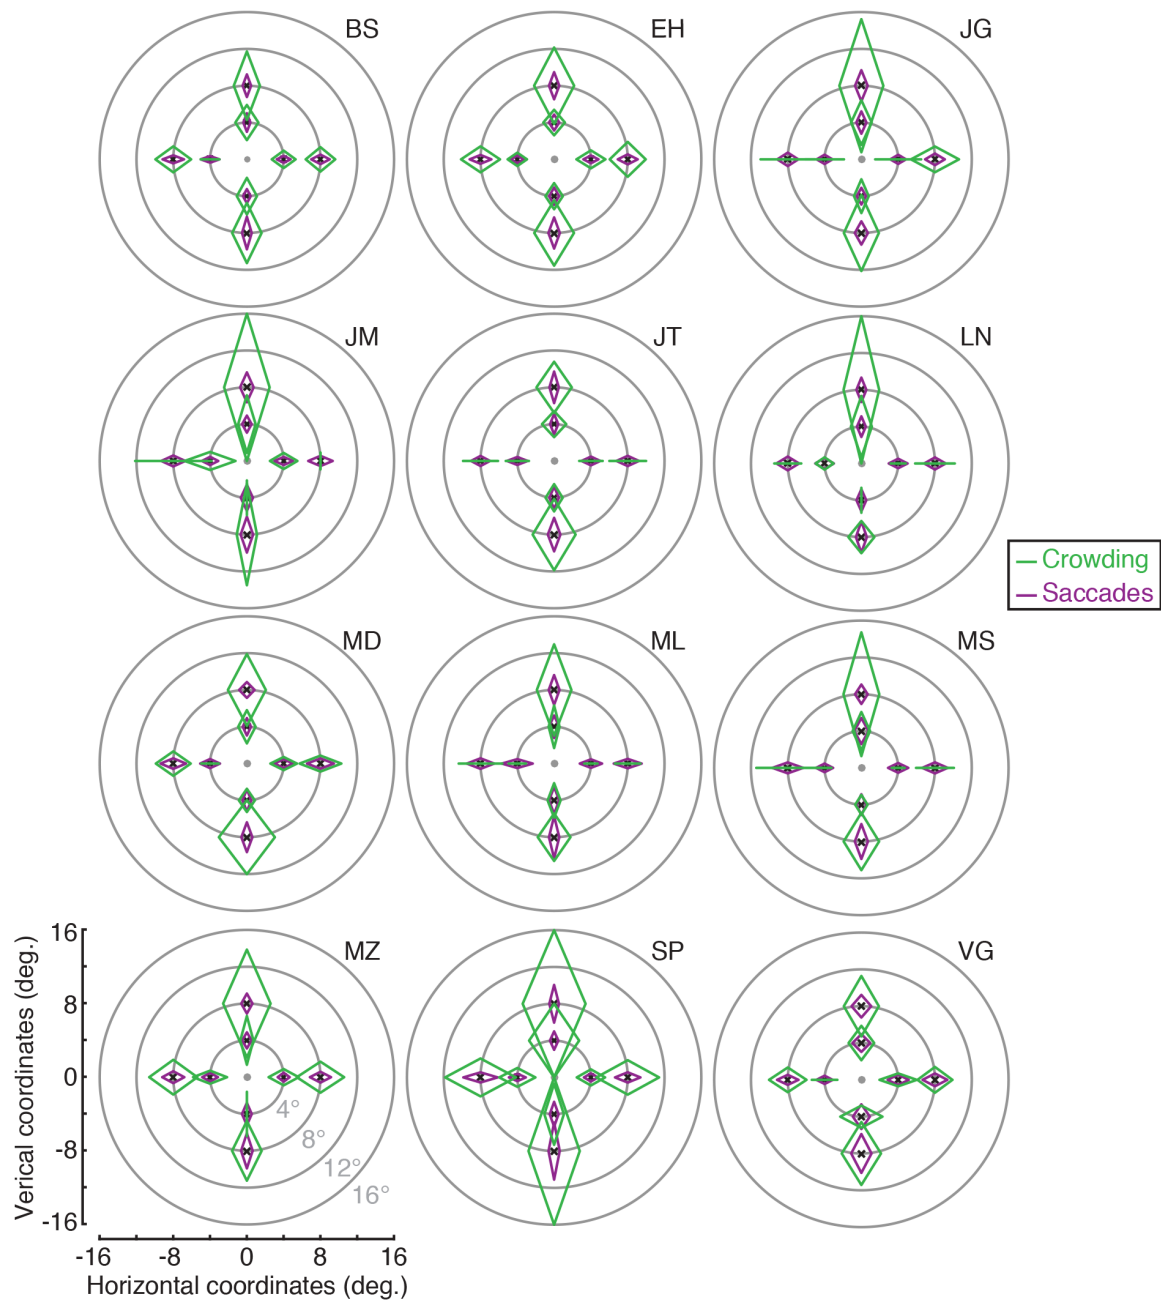 BS
EH
JG
JM
JT
LN
Crowding
Saccades
MD
ML
MS
MZ
SP
VG
16
8
0
-8
-16
Verical coordinates (deg.)
4°
8°
12°
16°
-16
-8
0
8
16
Horizontal coordinates (deg.)